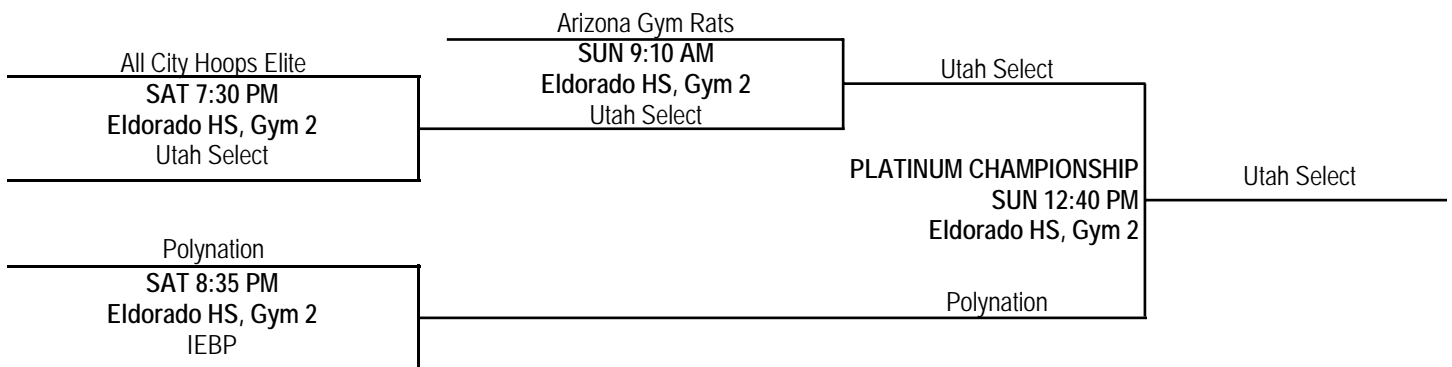 Arizona Gym Rats
All City Hoops Elite
SUN 9:10 AM
Utah Select
SAT 7:30 PM
Eldorado HS, Gym 2
Eldorado HS, Gym 2
Utah Select
Utah Select
PLATINUM CHAMPIONSHIP
Utah Select
SUN 12:40 PM
Eldorado HS, Gym 2
Polynation
SAT 8:35 PM
Polynation
Eldorado HS, Gym 2
IEBP